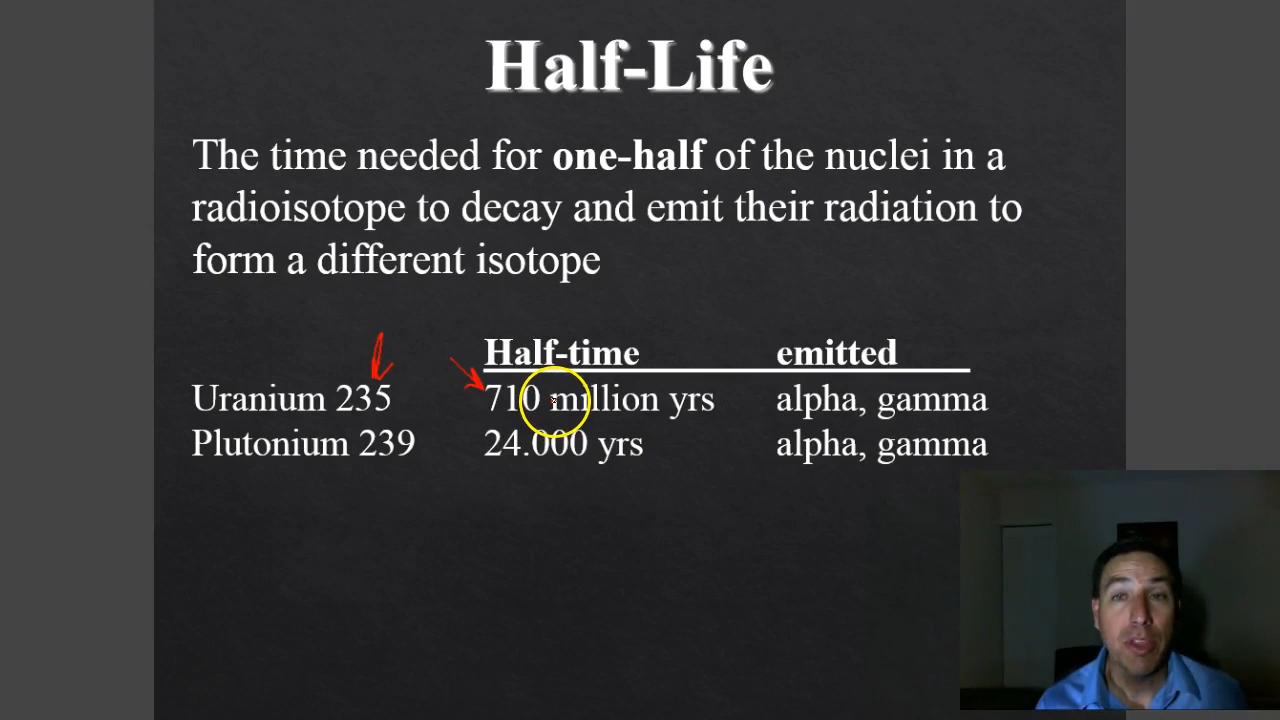 Half-Life
The time needed for one-half of the nuclei in a
radioisotope to decay and emit their radiation to
form a different isotope
Half-time emitted
Uranium 235 710 million yrs alpha, gamma
Plutonium 239 24.000 yrs alpha, gamma